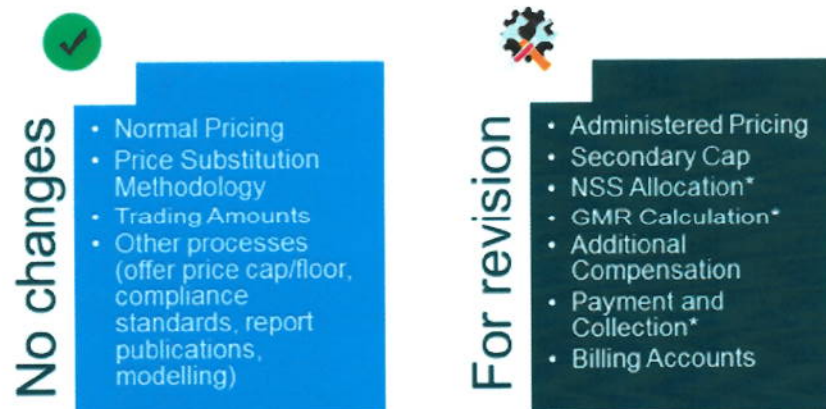 No changes
• Normal Pricing
• Price Substitution
Methodology
• Trading Amounts
• Other processes
(offer price cap/floor,
compliance
standards, report
publications,
modelling)
For revision
• Administered Pricing
• Secondary Cap
• NSS Allocation*
• GMR Calculation*
• Additional
Compensation
• Payment and
Collection*
• Billing Accounts